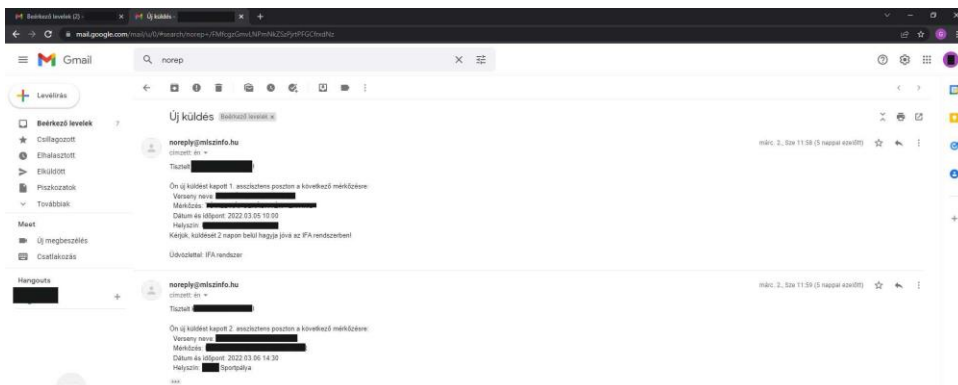 Beérkező levelek (2) -
Új küldés -
mail.google.com/mail/u/0/#search/norep+/
Gmail
norep
Levélírás
Beérkező levelek 7
Csillagozott
Elhalasztott
Elküldött
Piszkozatok
Továbbiak
Meet
Új megbeszélés
Csatlakozás
Hangouts
Új küldés Beérkező levelek x
noreply@mlszinfo.hu márc. 2., Sze 11:58 (5 nappal ezelőtt)
címzett: én
Tisztelt !
Ön új küldést kapott 1. asszisztens poszton a következő mérkőzésre:
Verseny neve:
Mérkőzés:
Dátum és időpont: 2022.03.05 10:00
Helyszín:
Kérjük, küldését 2 napon belül hagyja jóvá az IFA rendszerben!
Üdvözlettel: IFA rendszer
noreply@mlszinfo.hu márc. 2., Sze 11:59 (5 nappal ezelőtt)
címzett: én
Tisztelt
Ön új küldést kapott 2. asszisztens poszton a következő mérkőzésre:
Verseny neve:
Mérkőzés:
Dátum és időpont: 2022.03.06 14:30
Helyszín: Sportpálya